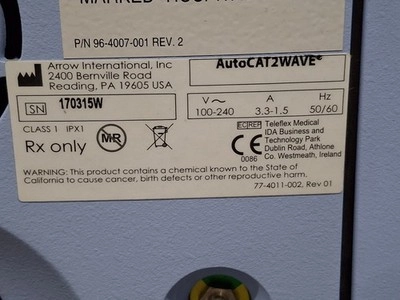 P/N 96-4007-001 REV. 2
Arrow International, Inc
2400 Bernville Road
Reading, PA 19605 USA
AutoCAT2WAVE®
SN 170315W
V~ A Hz
100-240 3.3-1.5 50/60
CLASS 1 IPX1
Rx only
MR
EC REP Teleflex Medical
IDA Business and
Technology Park
Dublin Road, Athlone
Co. Westmeath, Ireland
CE
0086
WARNING: This product contains a chemical known to the State of
California to cause cancer, birth defects or other reproductive harm.
77-4011-002, Rev 01